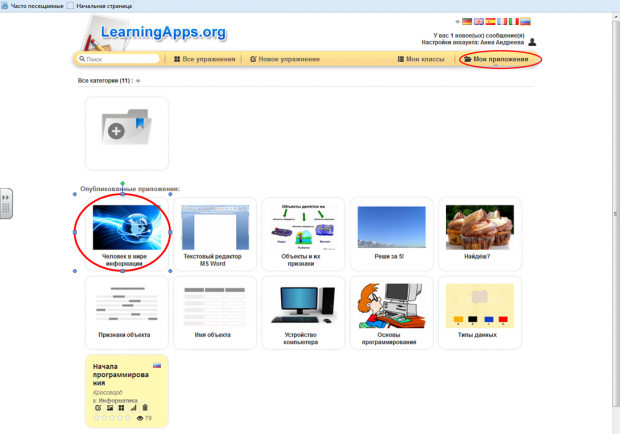 Часто посещаемые Начальная страница
LearningApps.org
У вас 1 новое(ых) сообщение(я)
Настройки аккаунта: Анна Андреева
Поиск Все упражнения Новое упражнение Мои классы Мои приложения
Все категории (11) :
Опубликованные приложения:
Человек в мире
информации
Текстовый редактор
MS Word
Объекты делятся на
Объекты и их
признаки
Реши за 5!
Найдём?
Признаки объекта
Имя объекта
Устройство
компьютера
Основы
программирования
Типы данных
Начала
программирова
ния
Кроссворд
в: Информатика
79